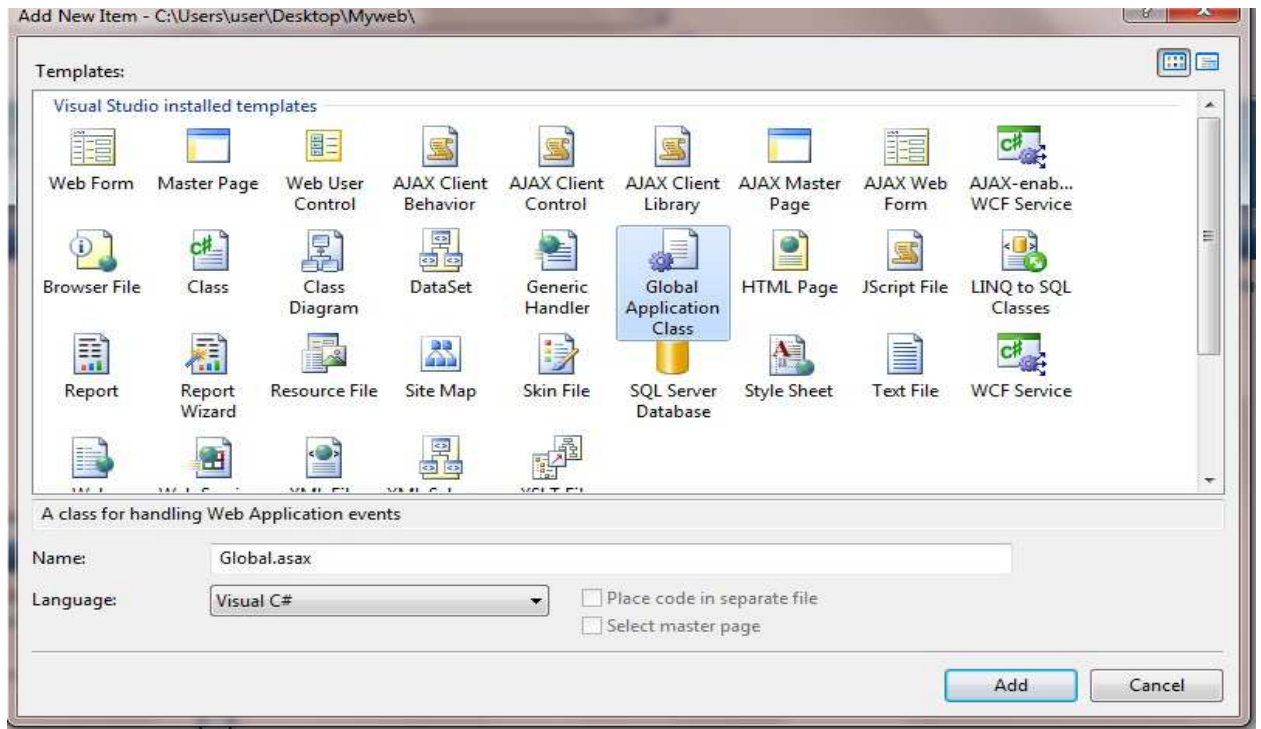 Add New Item - C:\Users\user\Desktop\Myweb\
Templates:
Visual Studio installed templates
Web Form
Master Page
Web User
Control
AJAX Client
Behavior
AJAX Client
Control
AJAX Client
Library
AJAX Master
Page
AJAX Web
Form
AJAX-enab...
WCF Service
Browser File
Class
Class
Diagram
DataSet
Generic
Handler
Global
Application
Class
HTML Page
JScript File
LINQ to SQL
Classes
Report
Report
Wizard
Resource File
Site Map
Skin File
SQL Server
Database
Style Sheet
Text File
WCF Service
A class for handling Web Application events
Name:
Global.asax
Language:
Visual C#
Place code in separate file
Select master page
Add
Cancel